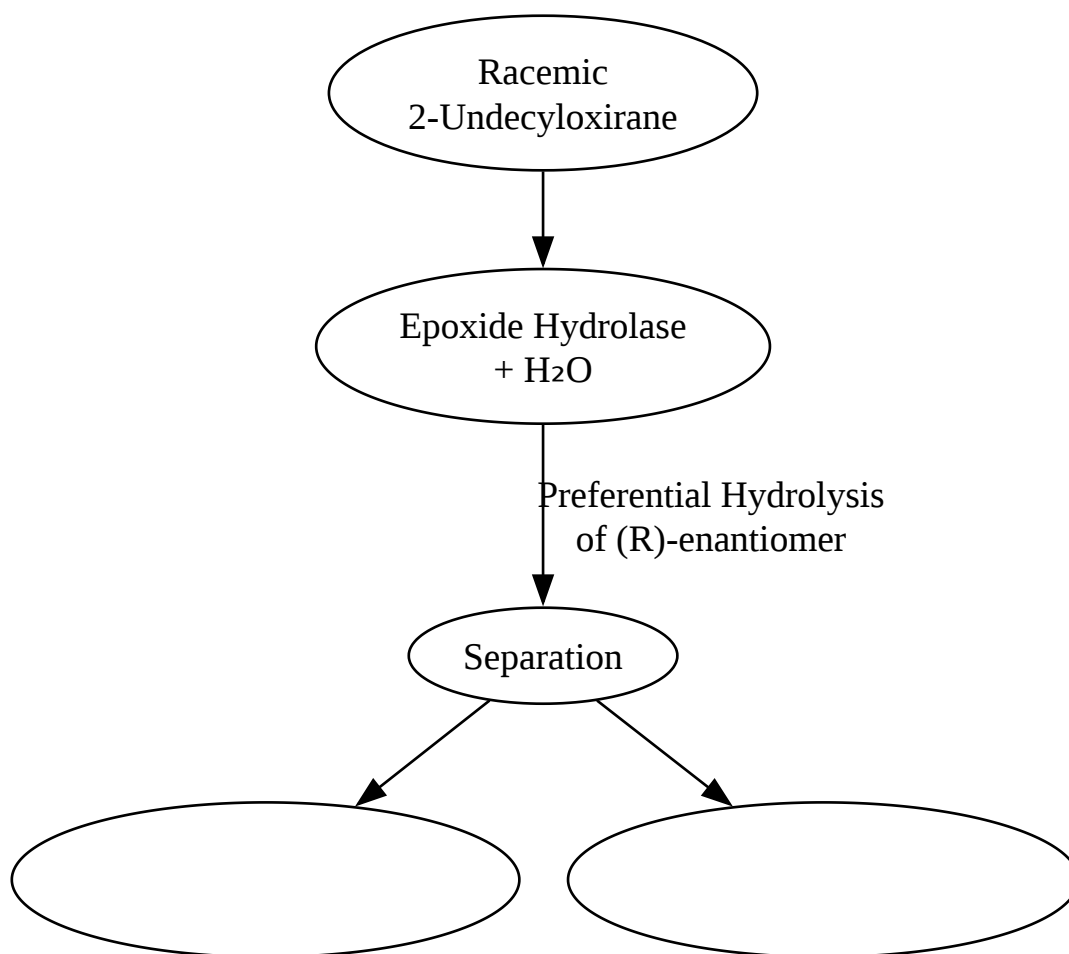 Racemic
2-Undecyloxirane
Epoxide Hydrolase
+ H₂O
Preferential Hydrolysis
of (R)-enantiomer
Separation